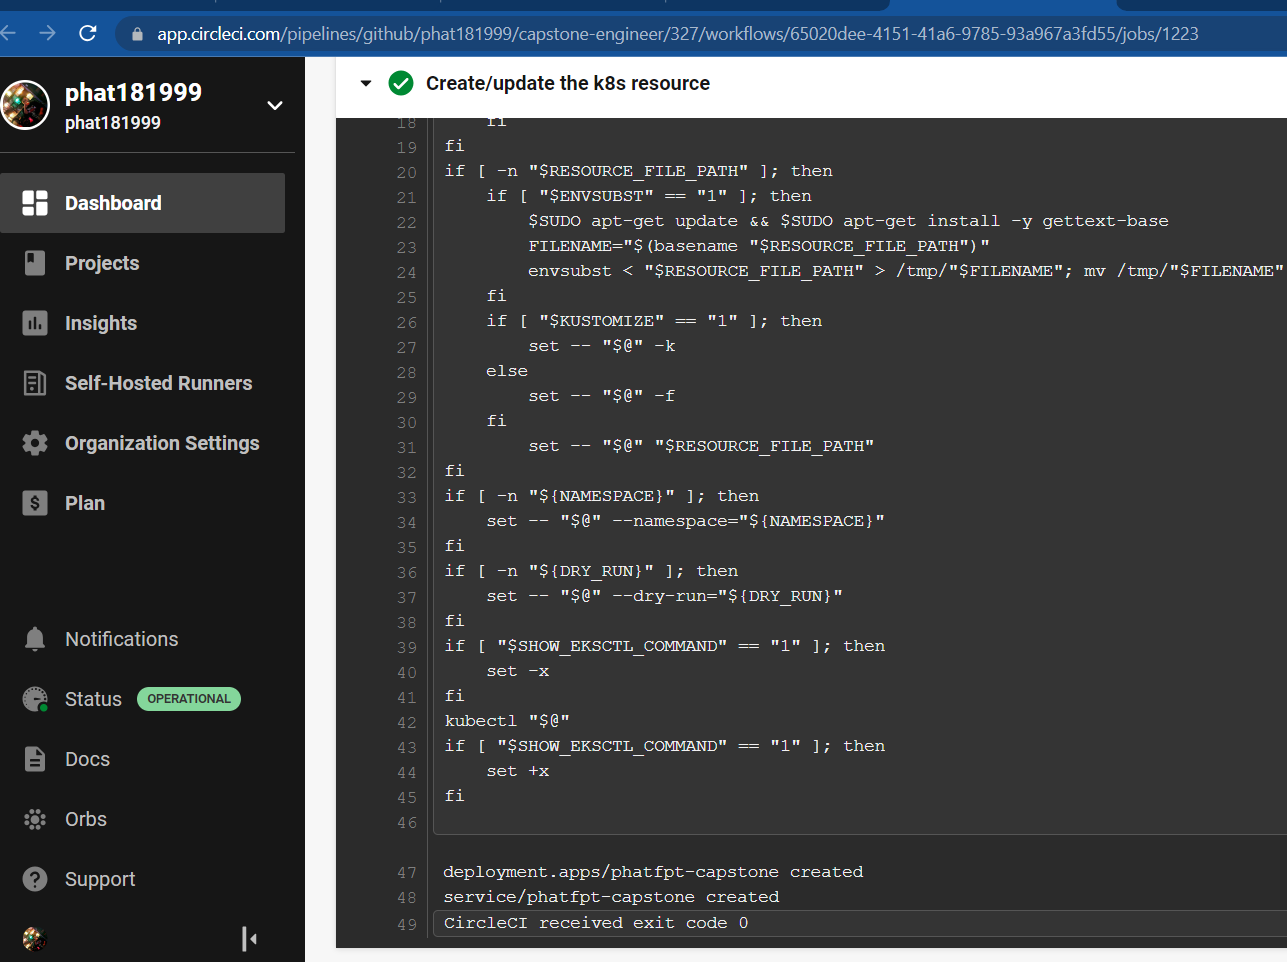 app.circleci.com/pipelines/github/phat181999/capstone-engineer/327/workflows/65020dee-4151-41a6-9785-93a967a3fd55/jobs/1223
phat181999
phat181999
Dashboard
Projects
Insights
Self-Hosted Runners
Organization Settings
Plan
Notifications
Status OPERATIONAL
Docs
Orbs
Support
Create/update the k8s resource
18 fi
19 fi
20 if [ -n "$RESOURCE_FILE_PATH" ]; then
21 if [ "$ENVSUBST" == "1" ]; then
22 $SUDO apt-get update && $SUDO apt-get install -y gettext-base
23 FILENAME="$(basename "$RESOURCE_FILE_PATH")"
24 envsubst < "$RESOURCE_FILE_PATH" > /tmp/"$FILENAME"; mv /tmp/"$FILENAME"
25 fi
26 if [ "$KUSTOMIZE" == "1" ]; then
27 set -- "$@" -k
28 else
29 set -- "$@" -f
30 fi
31 set -- "$@" "$RESOURCE_FILE_PATH"
32 fi
33 if [ -n "${NAMESPACE}" ]; then
34 set -- "$@" --namespace="${NAMESPACE}"
35 fi
36 if [ -n "${DRY_RUN}" ]; then
37 set -- "$@" --dry-run="${DRY_RUN}"
38 fi
39 if [ "$SHOW_EKSCTL_COMMAND" == "1" ]; then
40 set -x
41 fi
42 kubectl "$@"
43 if [ "$SHOW_EKSCTL_COMMAND" == "1" ]; then
44 set +x
45 fi
46
47 deployment.apps/phatfpt-capstone created
48 service/phatfpt-capstone created
49 CircleCI received exit code 0